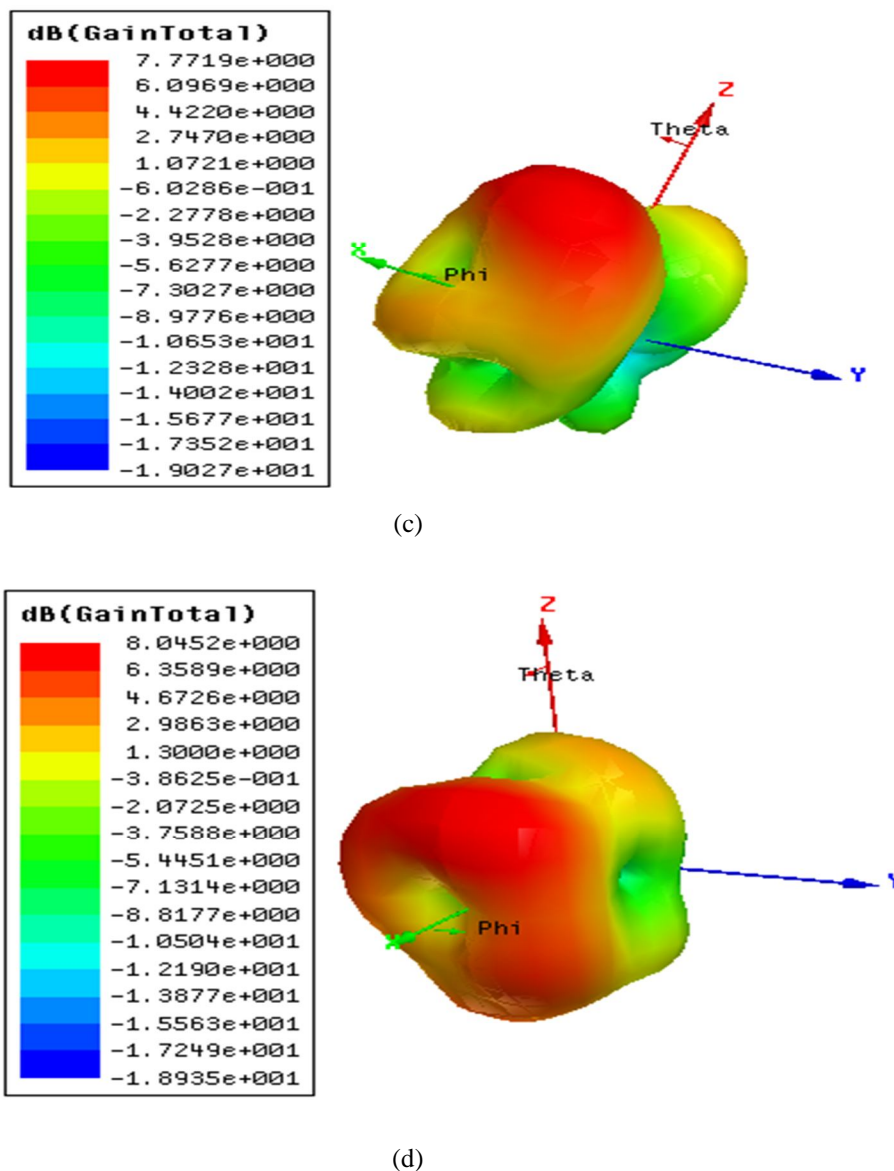 dB(GainTotal)
7.7719e+000
6.0969e+000
4.4220e+000
2.7470e+000
1.0721e+000
-6.0286e-001
-2.2778e+000
-3.9528e+000
-5.6277e+000
-7.3027e+000
-8.9776e+000
-1.0653e+001
-1.2328e+001
-1.4002e+001
-1.5677e+001
-1.7352e+001
-1.9027e+001
Z
Theta
X
Phi
Y
(c)
dB(GainTotal)
8.0452e+000
6.3589e+000
4.6726e+000
2.9863e+000
1.3000e+000
-3.8625e-001
-2.0725e+000
-3.7588e+000
-5.4451e+000
-7.1314e+000
-8.8177e+000
-1.0504e+001
-1.2190e+001
-1.3877e+001
-1.5563e+001
-1.7249e+001
-1.8935e+001
Z
Theta
Y
X
Phi
(d)